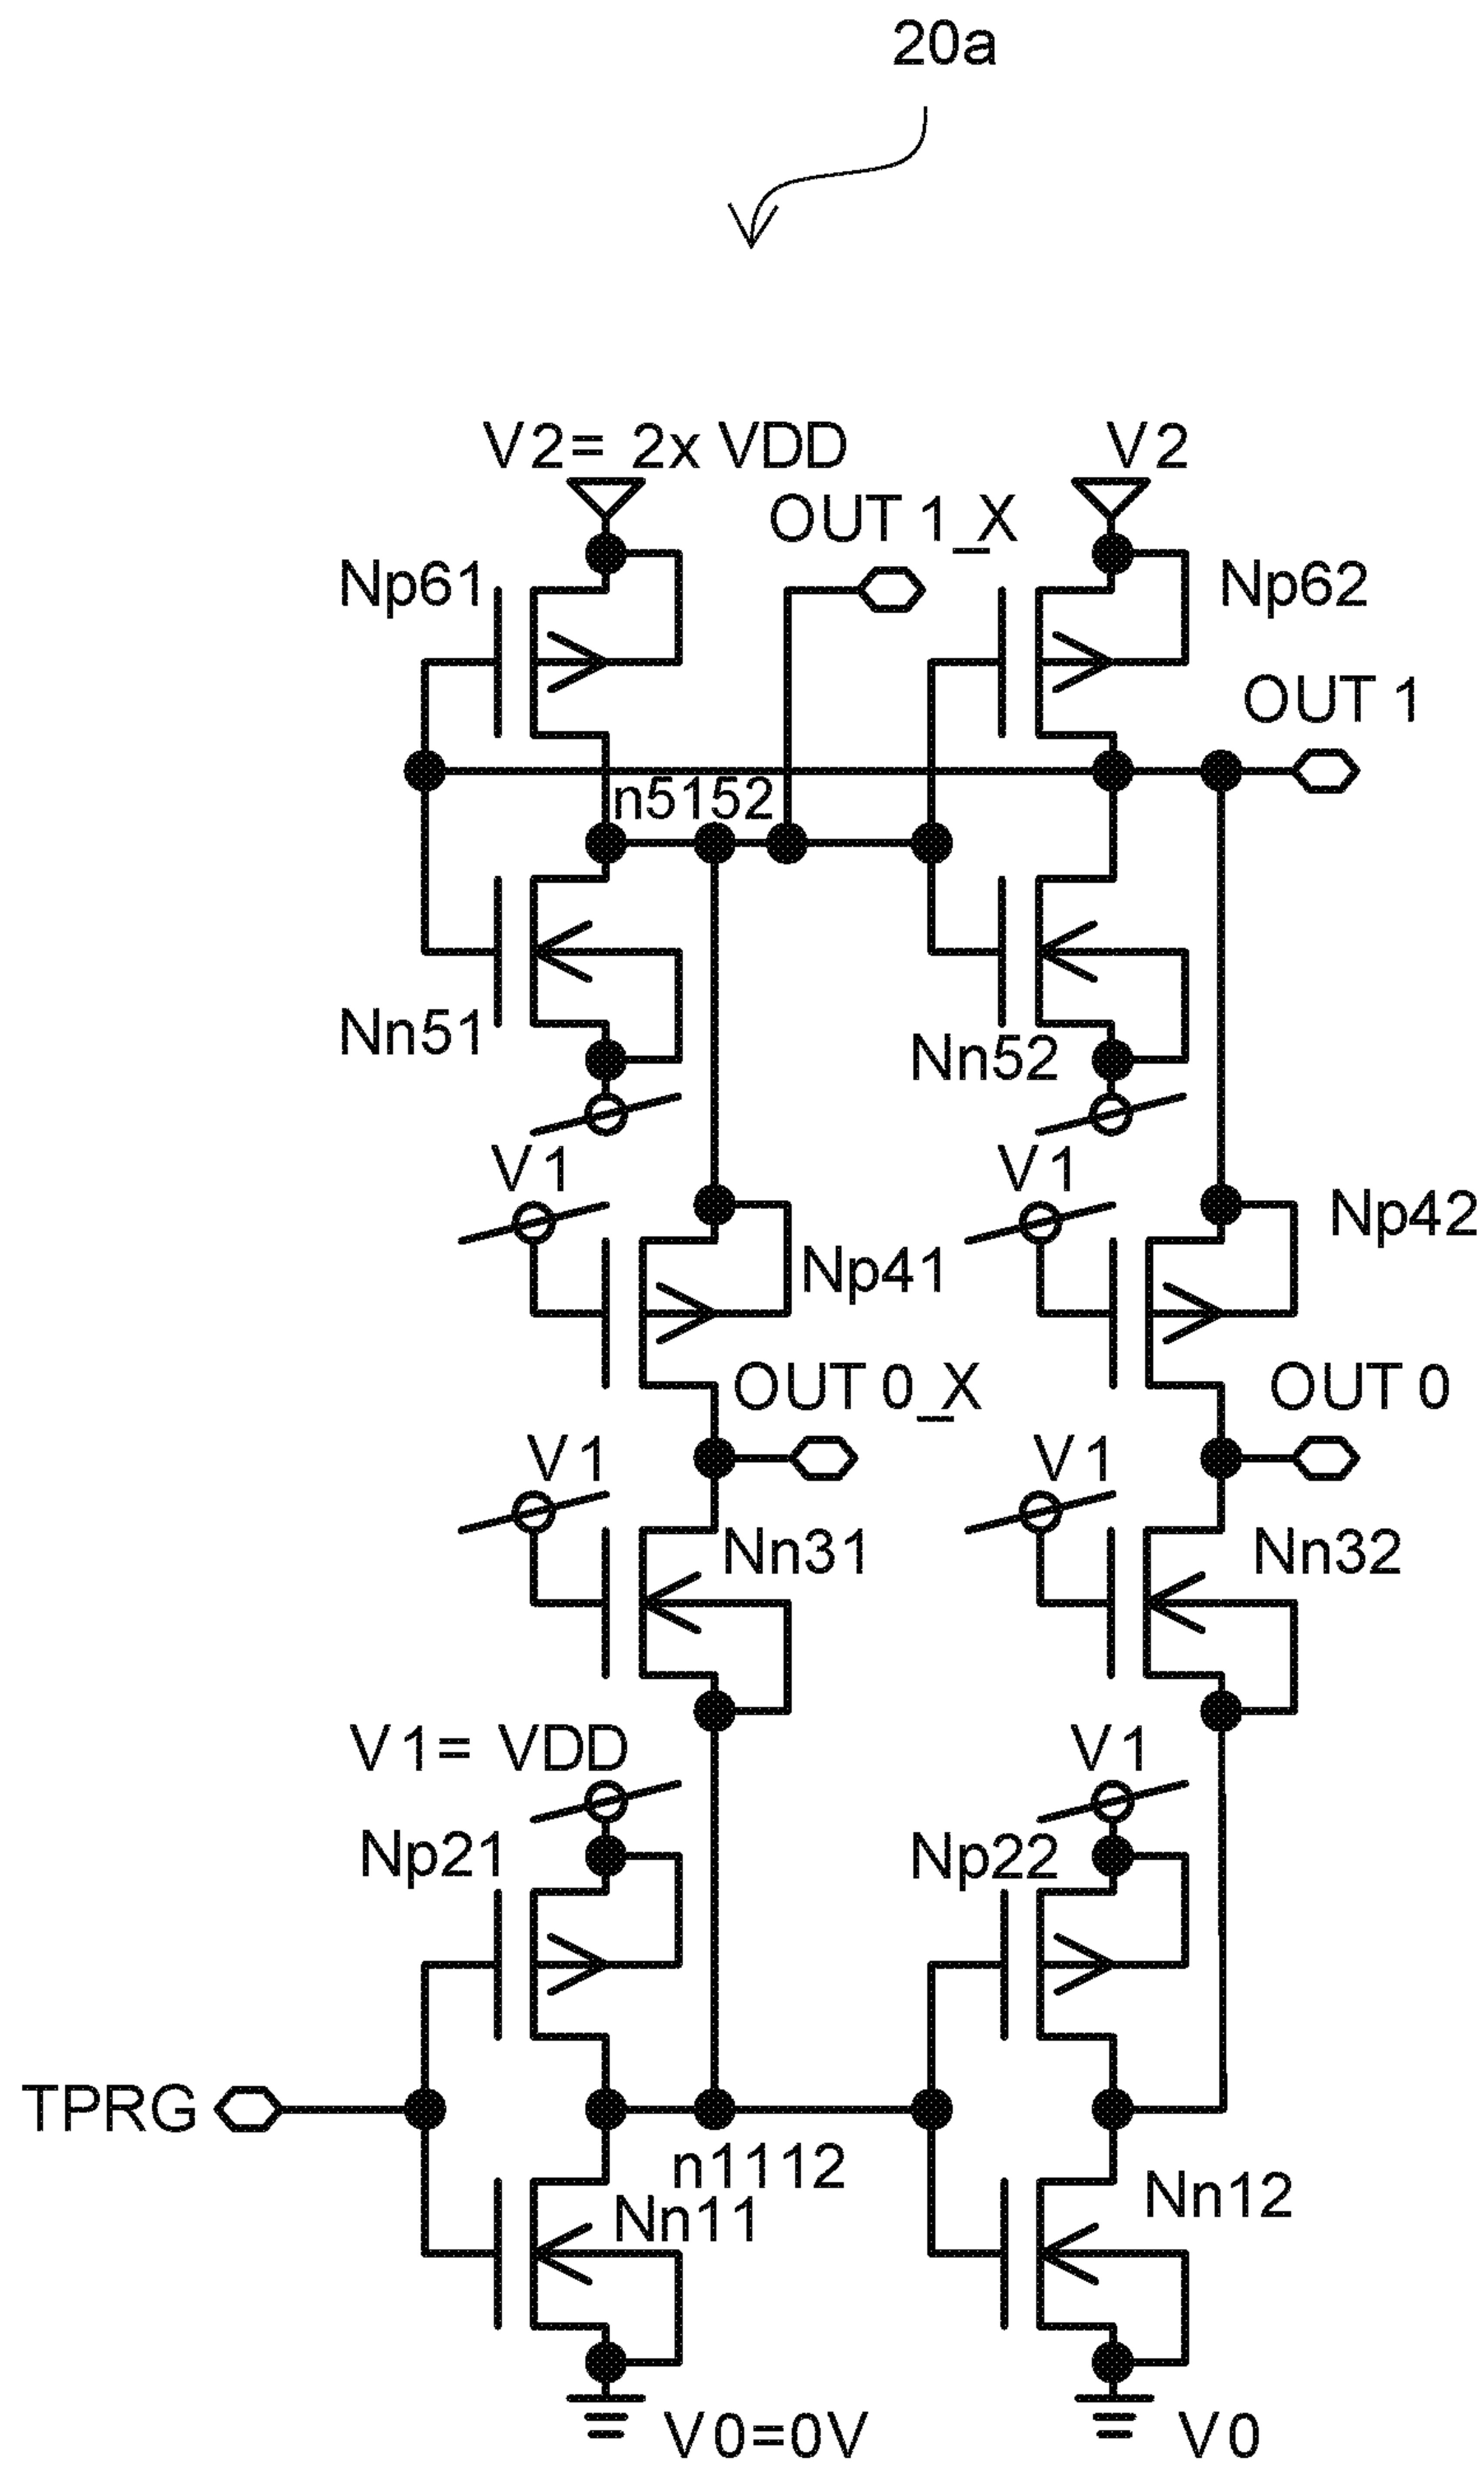 20a
V2= 2x VDD
V2
OUT 1_X
Np61
Np62
OUT 1
n5152
Nn51
Nn52
V1
V1
Np42
Np41
OUT 0_X
OUT 0
V1
V1
Nn31
Nn32
V1= VDD
V1
Np21
Np22
TPRG
n1112
Nn11
Nn12
V0=0V
V0